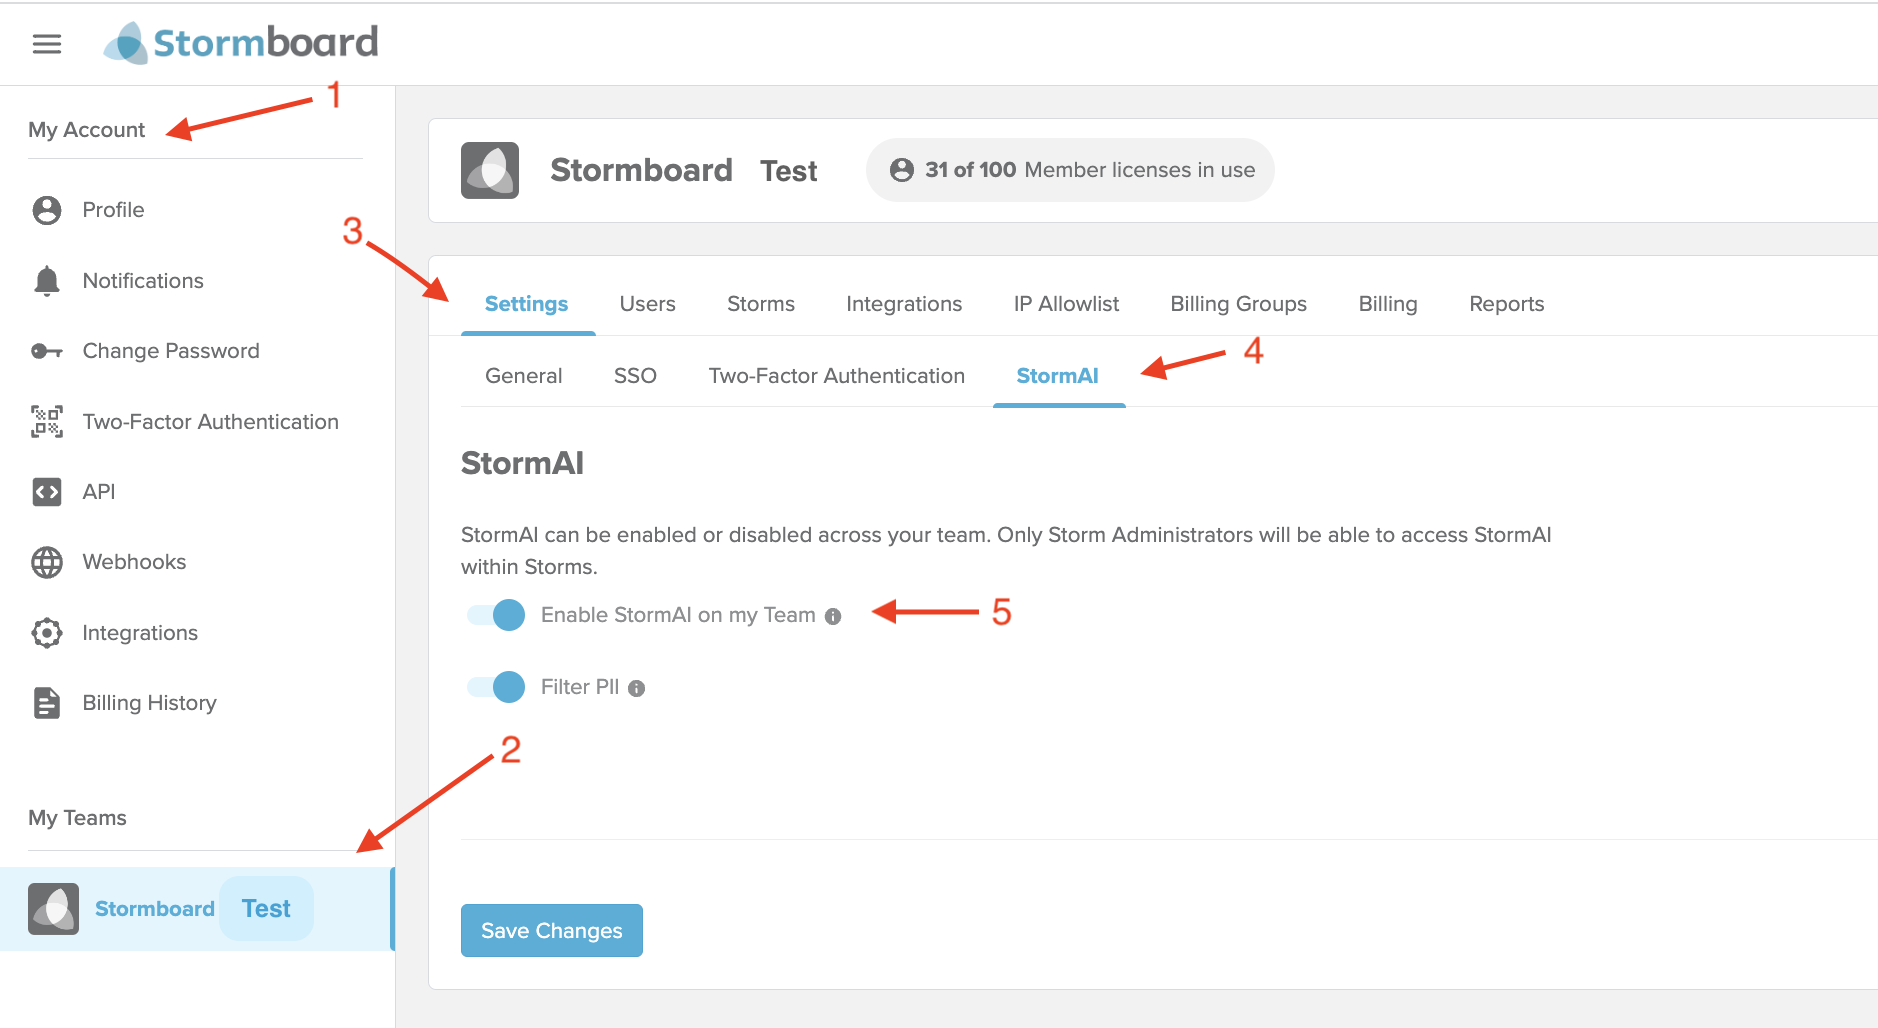 Stormboard
1
My Account
Profile
Notifications
Change Password
Two-Factor Authentication
API
Webhooks
Integrations
Billing History
2
My Teams
Stormboard Test
Stormboard Test 31 of 100 Member licenses in use
3
Settings Users Storms Integrations IP Allowlist Billing Groups Billing Reports
4
General SSO Two-Factor Authentication StormAI
StormAI
StormAI can be enabled or disabled across your team. Only Storm Administrators will be able to access StormAI
within Storms.
Enable StormAI on my Team 5
Filter PII
Save Changes